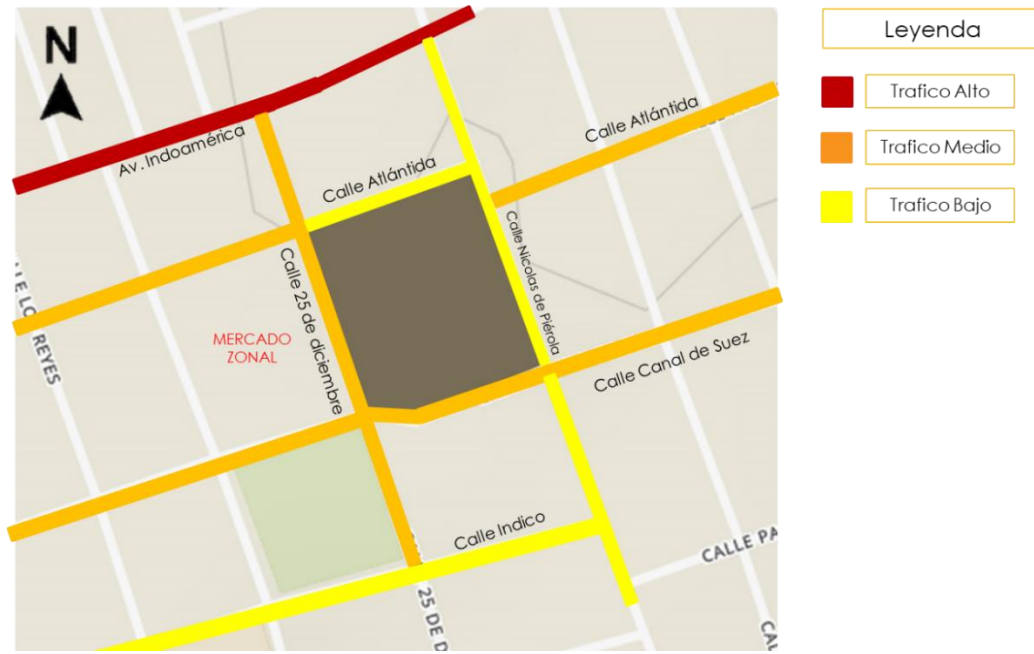 N
Av. Indoamérica
Calle Atlántida
Calle Atlántida
Calle Nicolas de Piérola
Calle 25 de diciembre
MERCADO
ZONAL
REYES
Calle Canal de Suez
Calle Indico
CALLE PA
25 DE D
CAL
Leyenda
Trafico Alto
Trafico Medio
Trafico Bajo